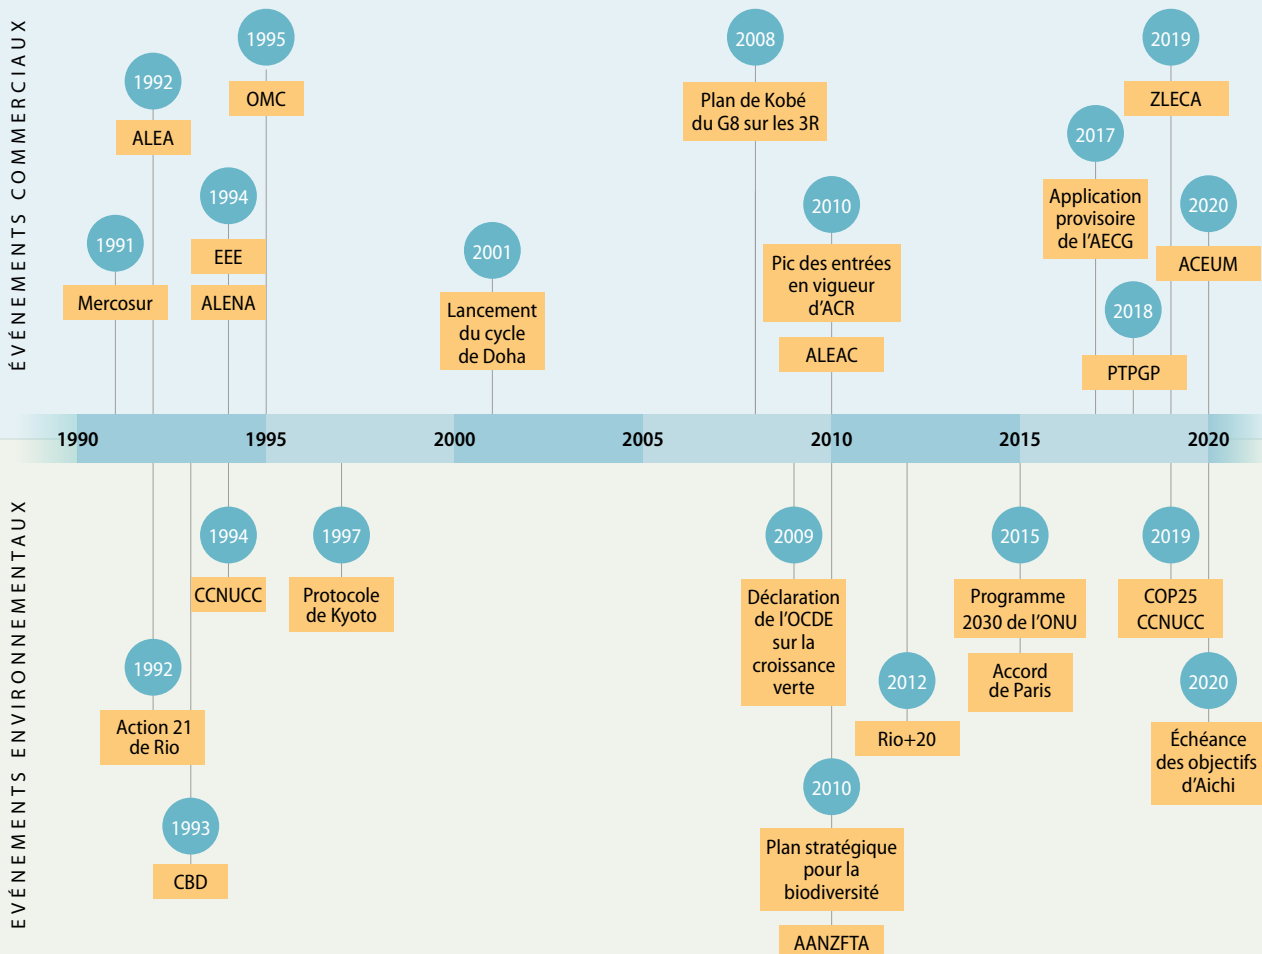 ÉVÉNEMENTS COMMERCIAUX
1991
Mercosur
1992
ALEA
1994
EEE
ALENA
1995
OMC
2001
Lancement
du cycle
de Doha
2008
Plan de Kobé
du G8 sur les 3R
2010
Pic des entrées
en vigueur
d’ACR
ALEAC
2017
Application
provisoire
de l’AECG
2018
PTPGP
2019
ZLECA
2020
ACEUM
1990
1995
2000
2005
2010
2015
2020
EVÉNEMENTS ENVIRONNEMENTAUX
1992
Action 21
de Rio
1993
CBD
1994
CCNUCC
1997
Protocole
de Kyoto
2009
Déclaration
de l’OCDE
sur la
croissance
verte
2010
Plan stratégique
pour la
biodiversité
AANZFTA
2012
Rio+20
2015
Programme
2030 de l’ONU
Accord
de Paris
2019
COP25
CCNUCC
2020
Échéance
des objectifs
d’Aichi